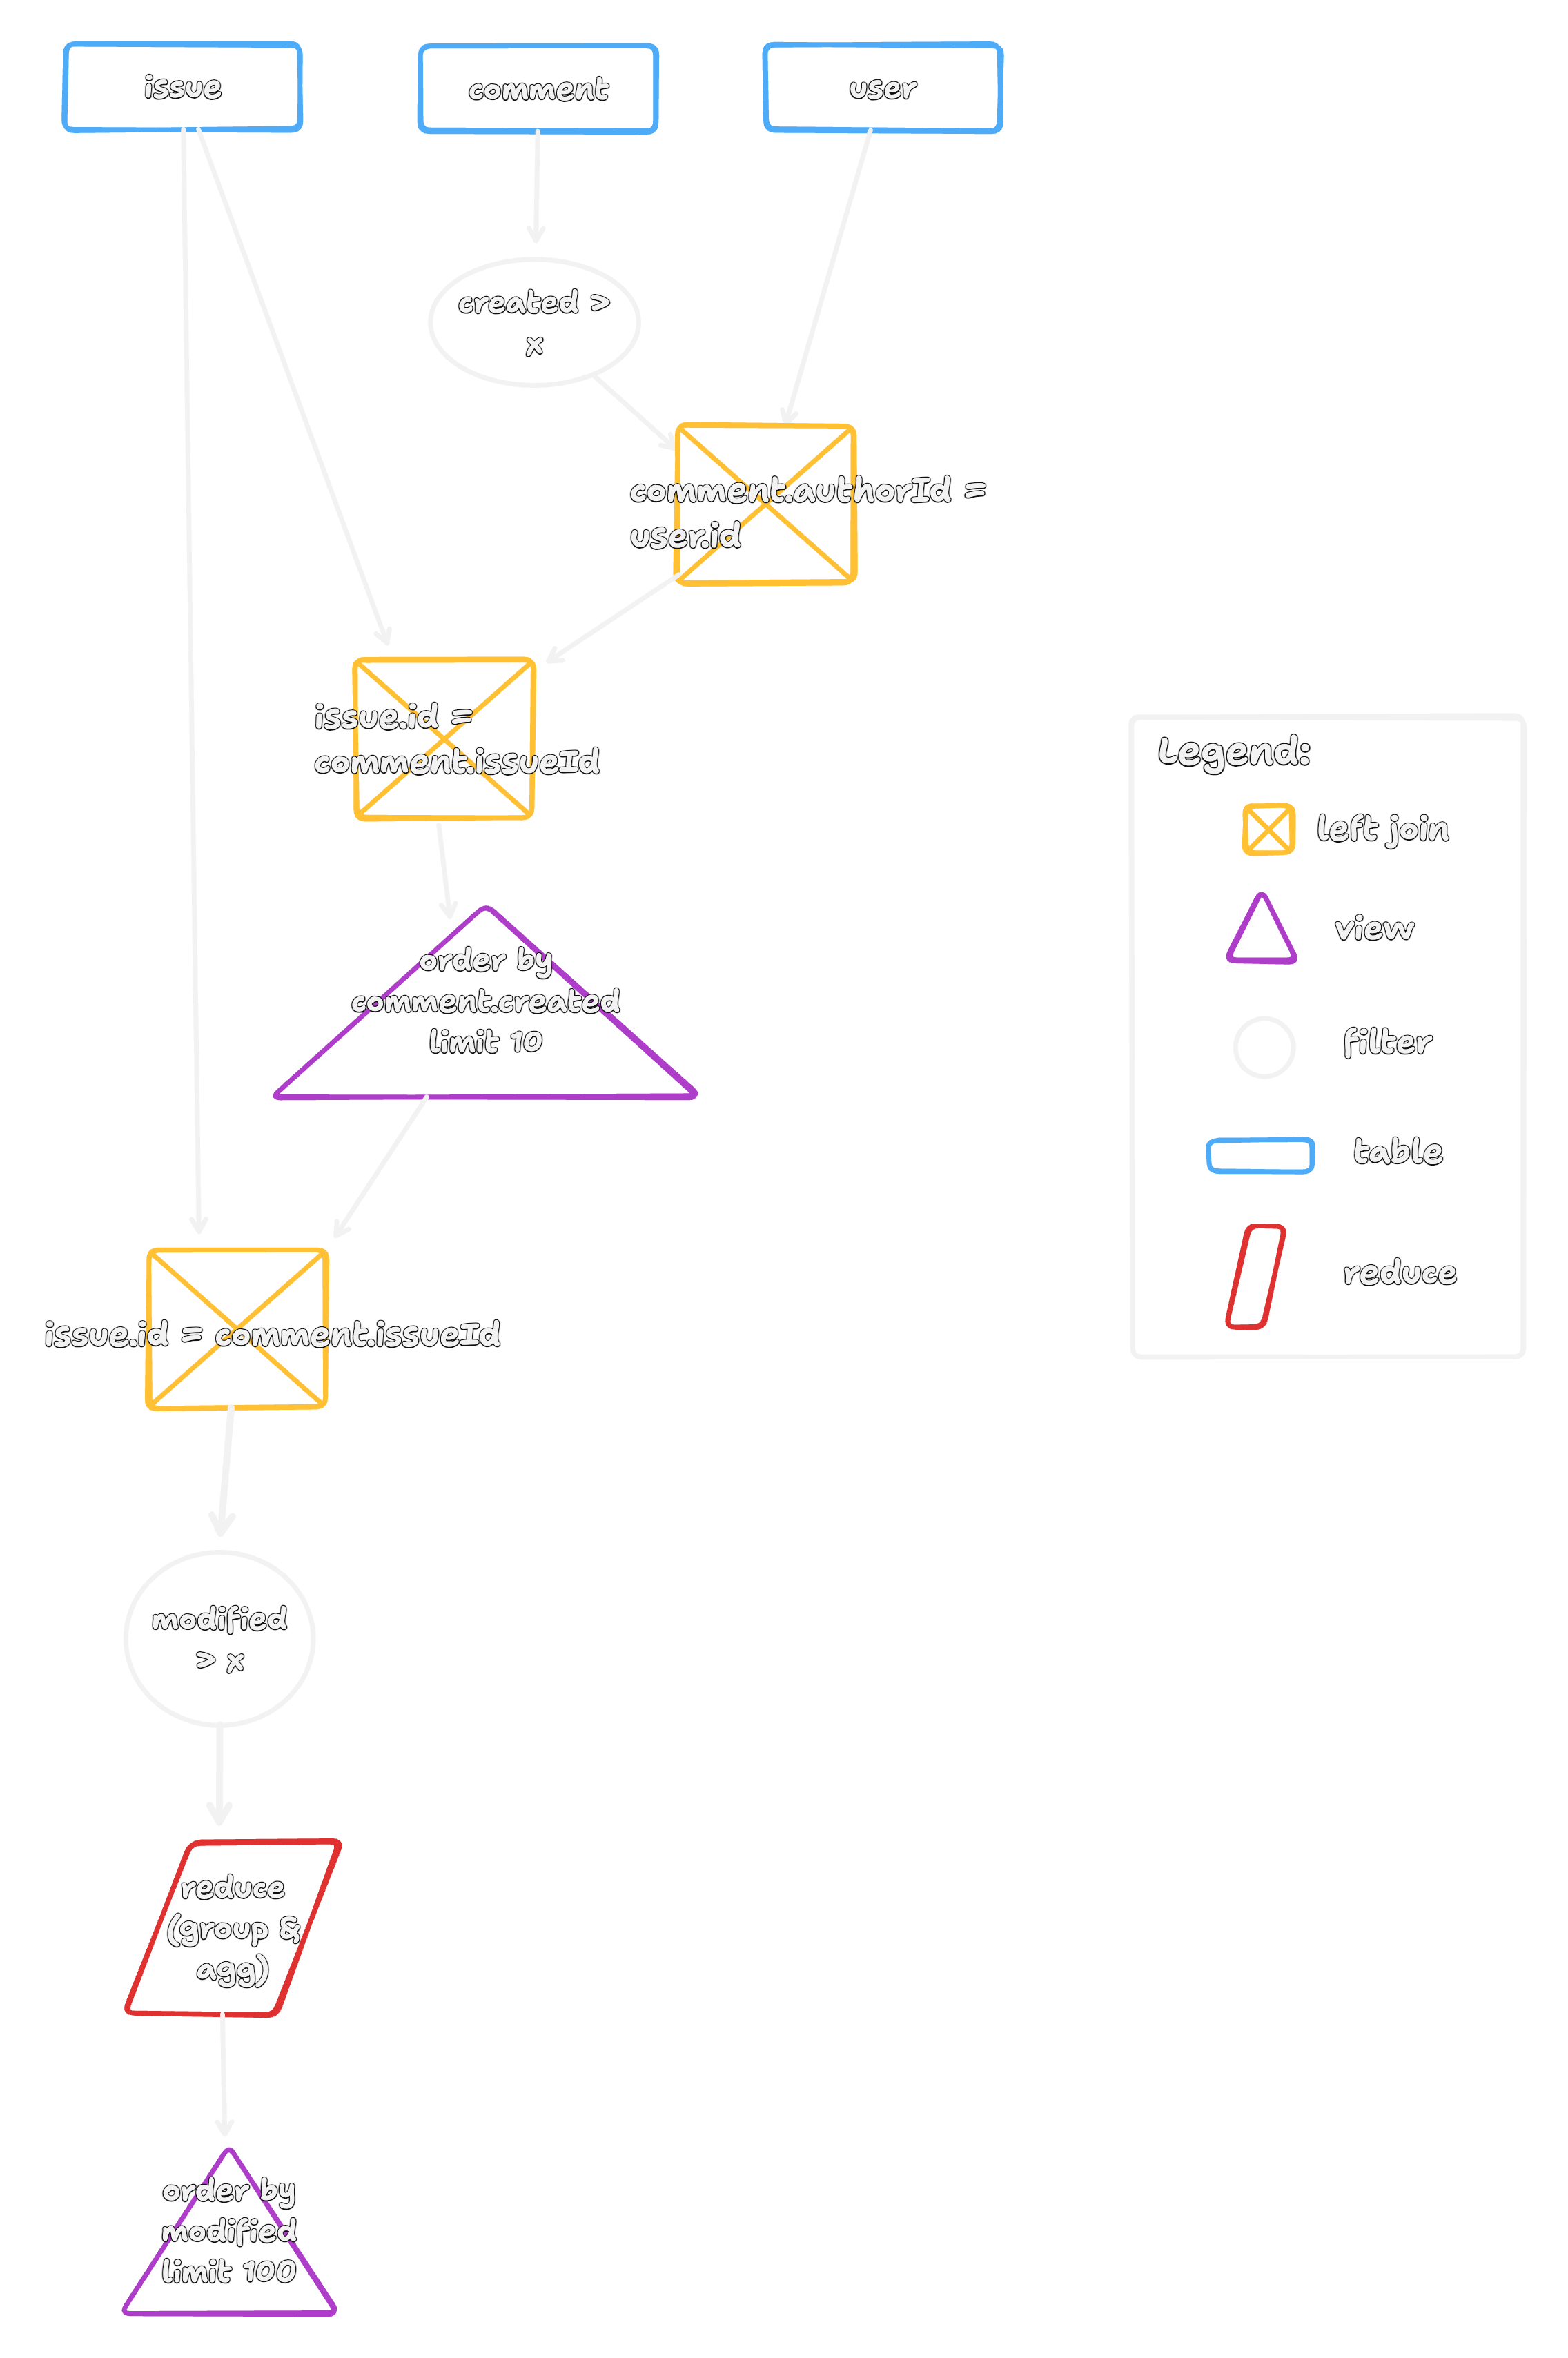 issue
comment
user
created >
x
comment.authorId =
user.id
issue.id =
comment.issueId
order by
comment.created
limit 10
issue.id = comment.issueId
modified
> x
reduce
(group &
agg)
order by
modified
limit 100
Legend:
left join
view
filter
table
reduce